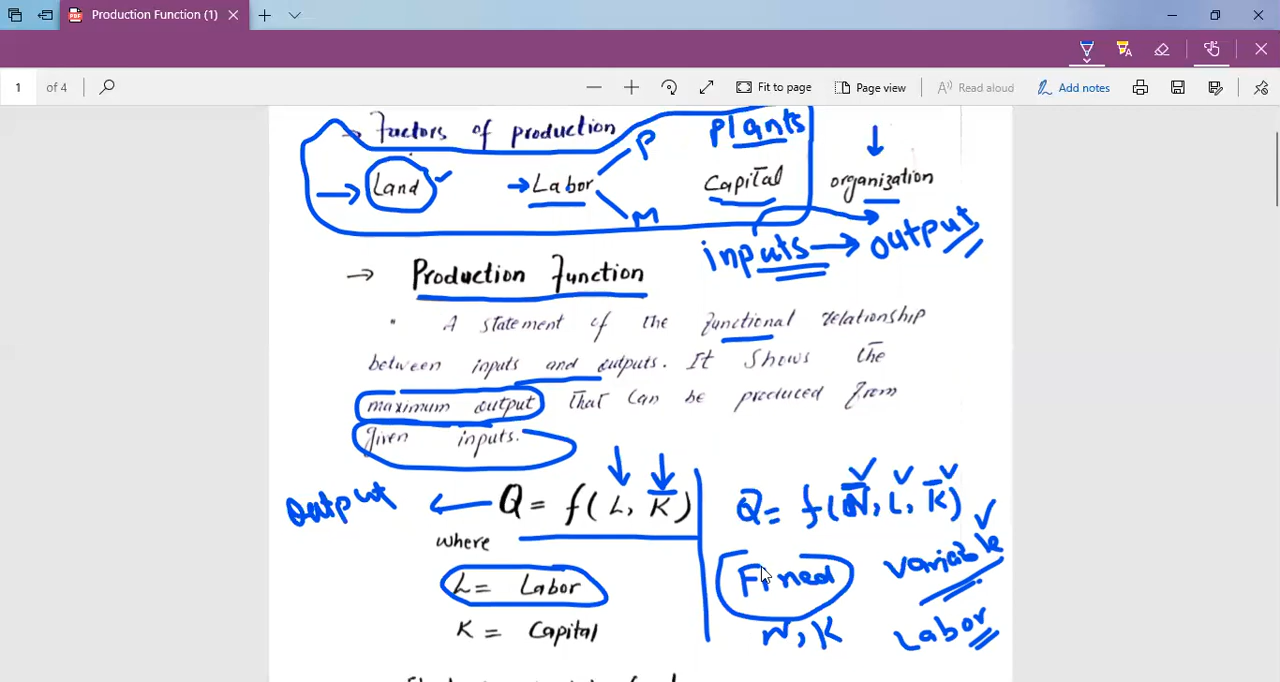 Production Function (1)
1 of 4
Fit to page
Page view
Read aloud
Add notes
→ Factors of production
P
plants
→ Land ✓
→ Labor
Capital
organization
M
inputs → output
→ Production Function
A statement of the functional relationship
between inputs and outputs. It shows the
maximum output that can be produced from
given inputs.
output ← Q = f( L, K̅ )
Q = f( N̅, L, K̅ )
where
L = Labor
Fixed
variable
K = Capital
N, K
Labor